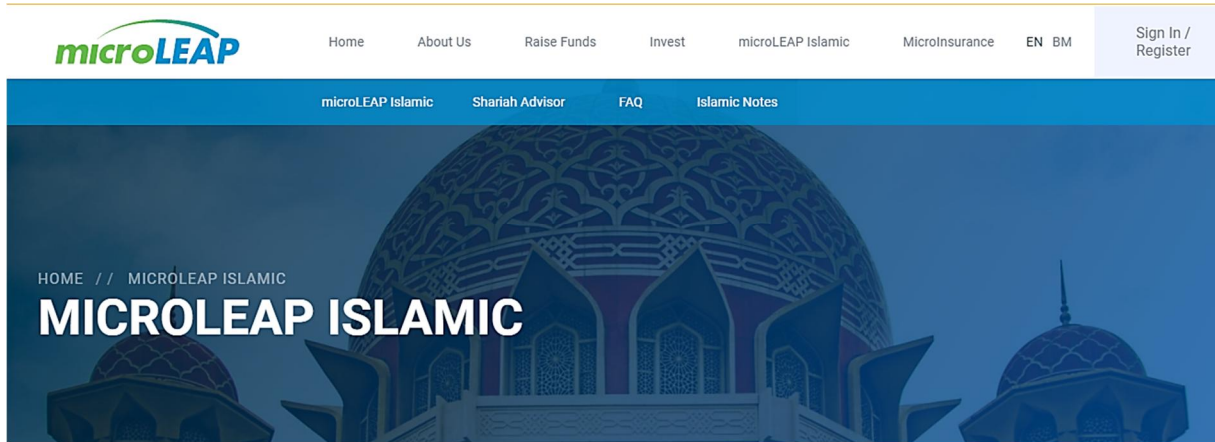 microLEAP
Home About Us Raise Funds Invest microLEAP Islamic MicroInsurance EN BM
Sign In /
Register
microLEAP Islamic Shariah Advisor FAQ Islamic Notes
HOME // MICROLEAP ISLAMIC
MICROLEAP ISLAMIC